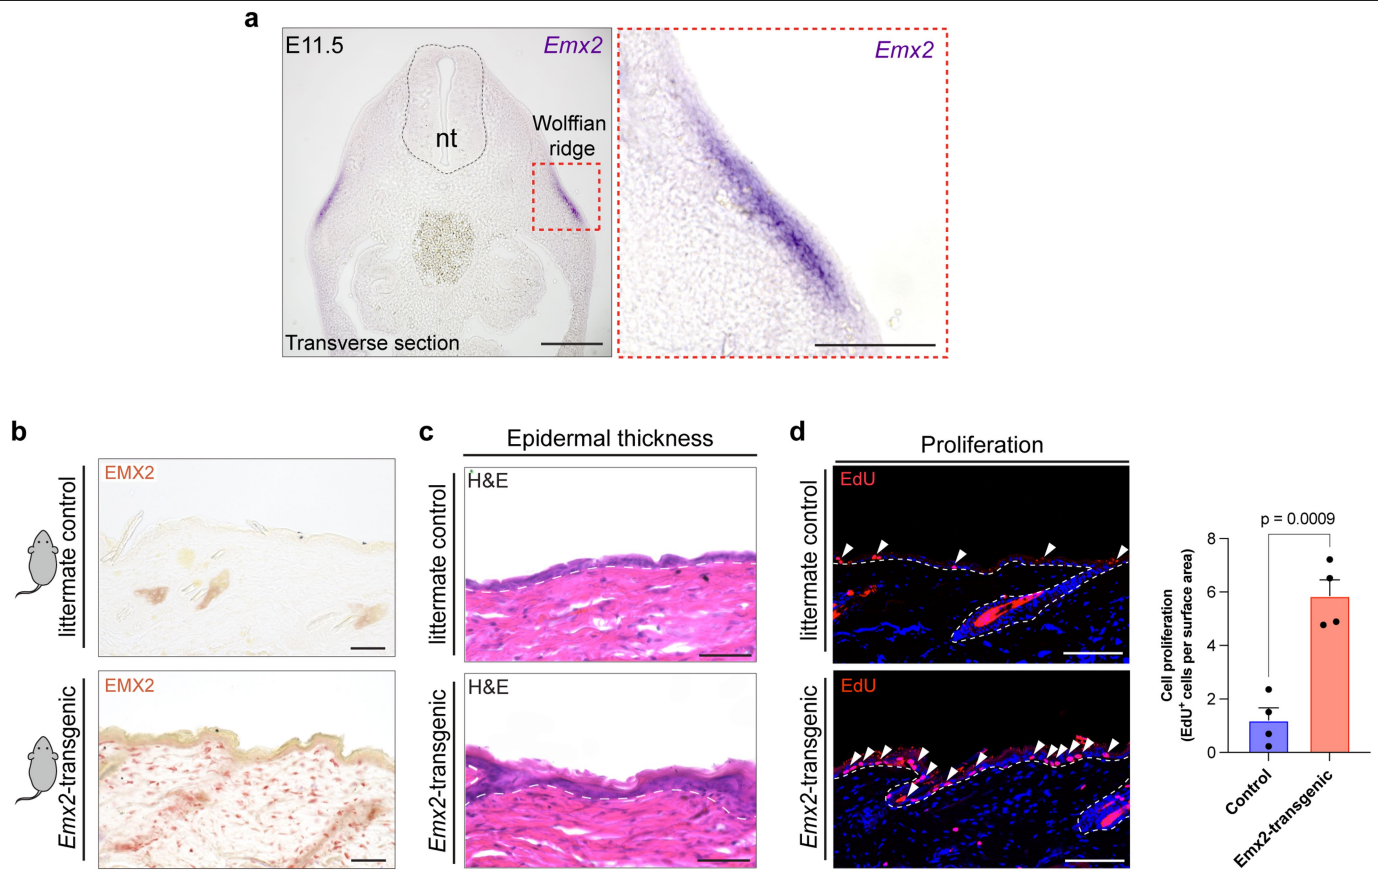 a
E11.5
Emx2
nt
Wolffian
ridge
Transverse section
Emx2
b
littermate control
EMX2
Emx2-transgenic
EMX2
c
Epidermal thickness
littermate control
H&E
Emx2-transgenic
H&E
d
Proliferation
littermate control
EdU
Emx2-transgenic
EdU
p = 0.0009
Cell proliferation
(EdU⁺ cells per surface area)
8
6
4
2
0
Control
Emx2-transgenic